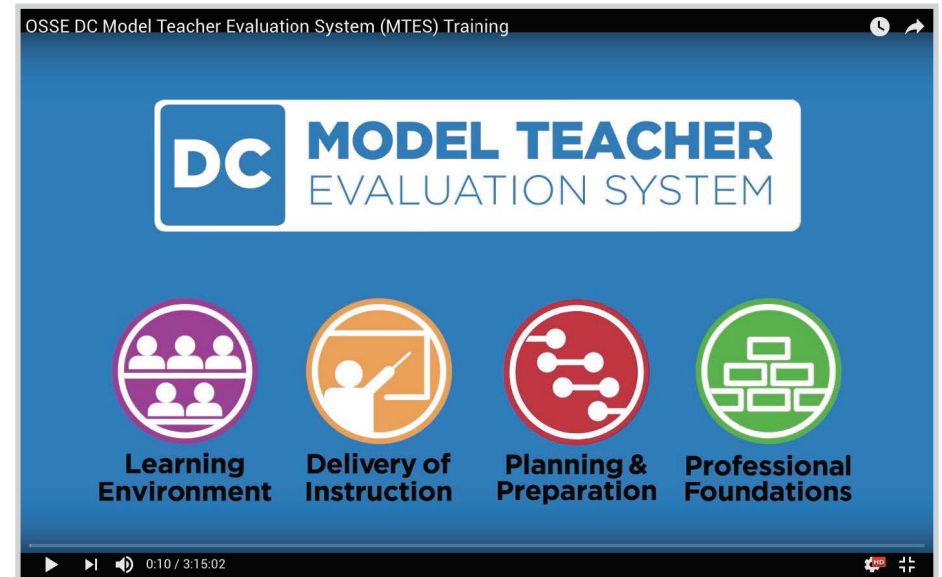 OSSE DC Model Teacher Evaluation System (MTES) Training
DC
MODEL TEACHER
EVALUATION SYSTEM
Learning
Environment
Delivery of
Instruction
Planning &
Preparation
Professional
Foundations
0:10 / 3:15:02
HD